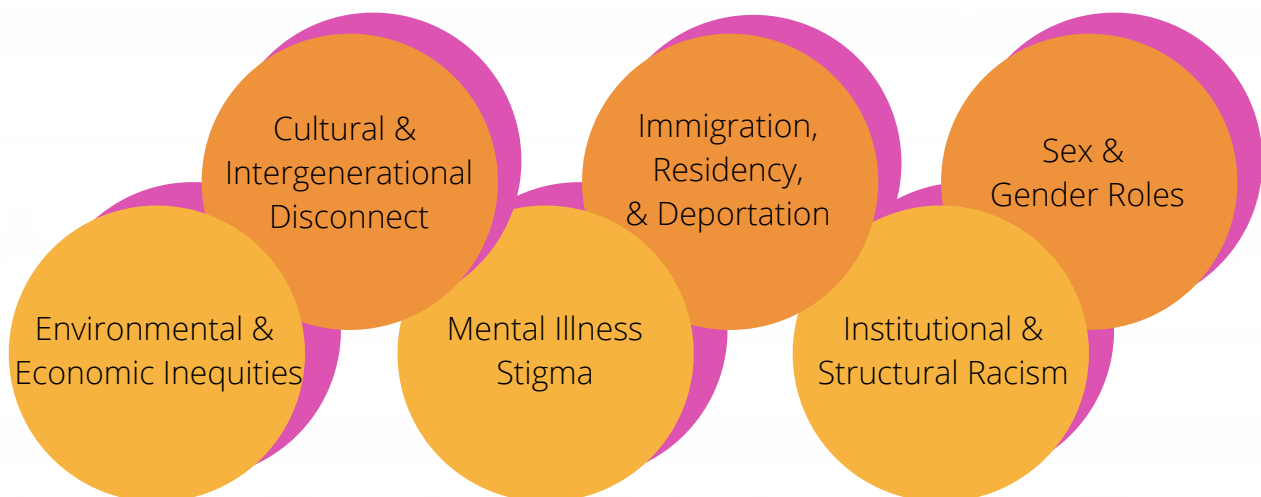 Cultural &
Intergenerational
Disconnect
Immigration,
Residency,
& Deportation
Sex &
Gender Roles
Environmental &
Economic Inequities
Mental Illness
Stigma
Institutional &
Structural Racism